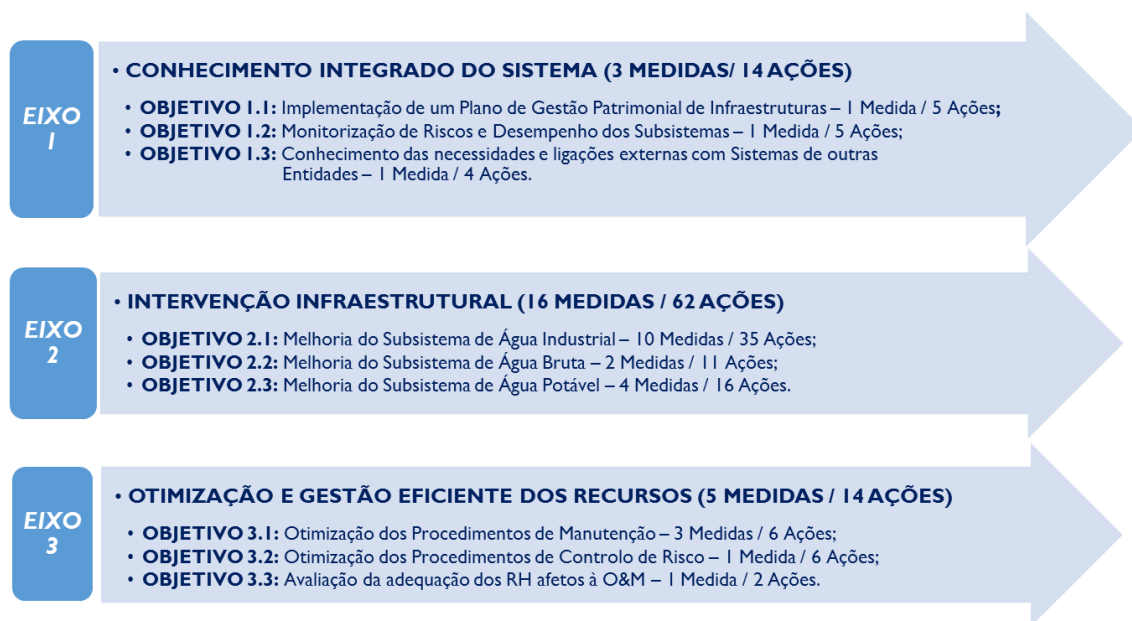 EIXO
1
• CONHECIMENTO INTEGRADO DO SISTEMA (3 MEDIDAS/ 14 AÇÕES)
• OBJETIVO 1.1: Implementação de um Plano de Gestão Patrimonial de Infraestruturas – 1 Medida / 5 Ações;
• OBJETIVO 1.2: Monitorização de Riscos e Desempenho dos Subsistemas – 1 Medida / 5 Ações;
• OBJETIVO 1.3: Conhecimento das necessidades e ligações externas com Sistemas de outras
Entidades – 1 Medida / 4 Ações.
EIXO
2
• INTERVENÇÃO INFRAESTRUTURAL (16 MEDIDAS / 62 AÇÕES)
• OBJETIVO 2.1: Melhoria do Subsistema de Água Industrial – 10 Medidas / 35 Ações;
• OBJETIVO 2.2: Melhoria do Subsistema de Água Bruta – 2 Medidas / 11 Ações;
• OBJETIVO 2.3: Melhoria do Subsistema de Água Potável – 4 Medidas / 16 Ações.
EIXO
3
• OTIMIZAÇÃO E GESTÃO EFICIENTE DOS RECURSOS (5 MEDIDAS / 14 AÇÕES)
• OBJETIVO 3.1: Otimização dos Procedimentos de Manutenção – 3 Medidas / 6 Ações;
• OBJETIVO 3.2: Otimização dos Procedimentos de Controlo de Risco – 1 Medida / 6 Ações;
• OBJETIVO 3.3: Avaliação da adequação dos RH afetos à O&M – 1 Medida / 2 Ações.